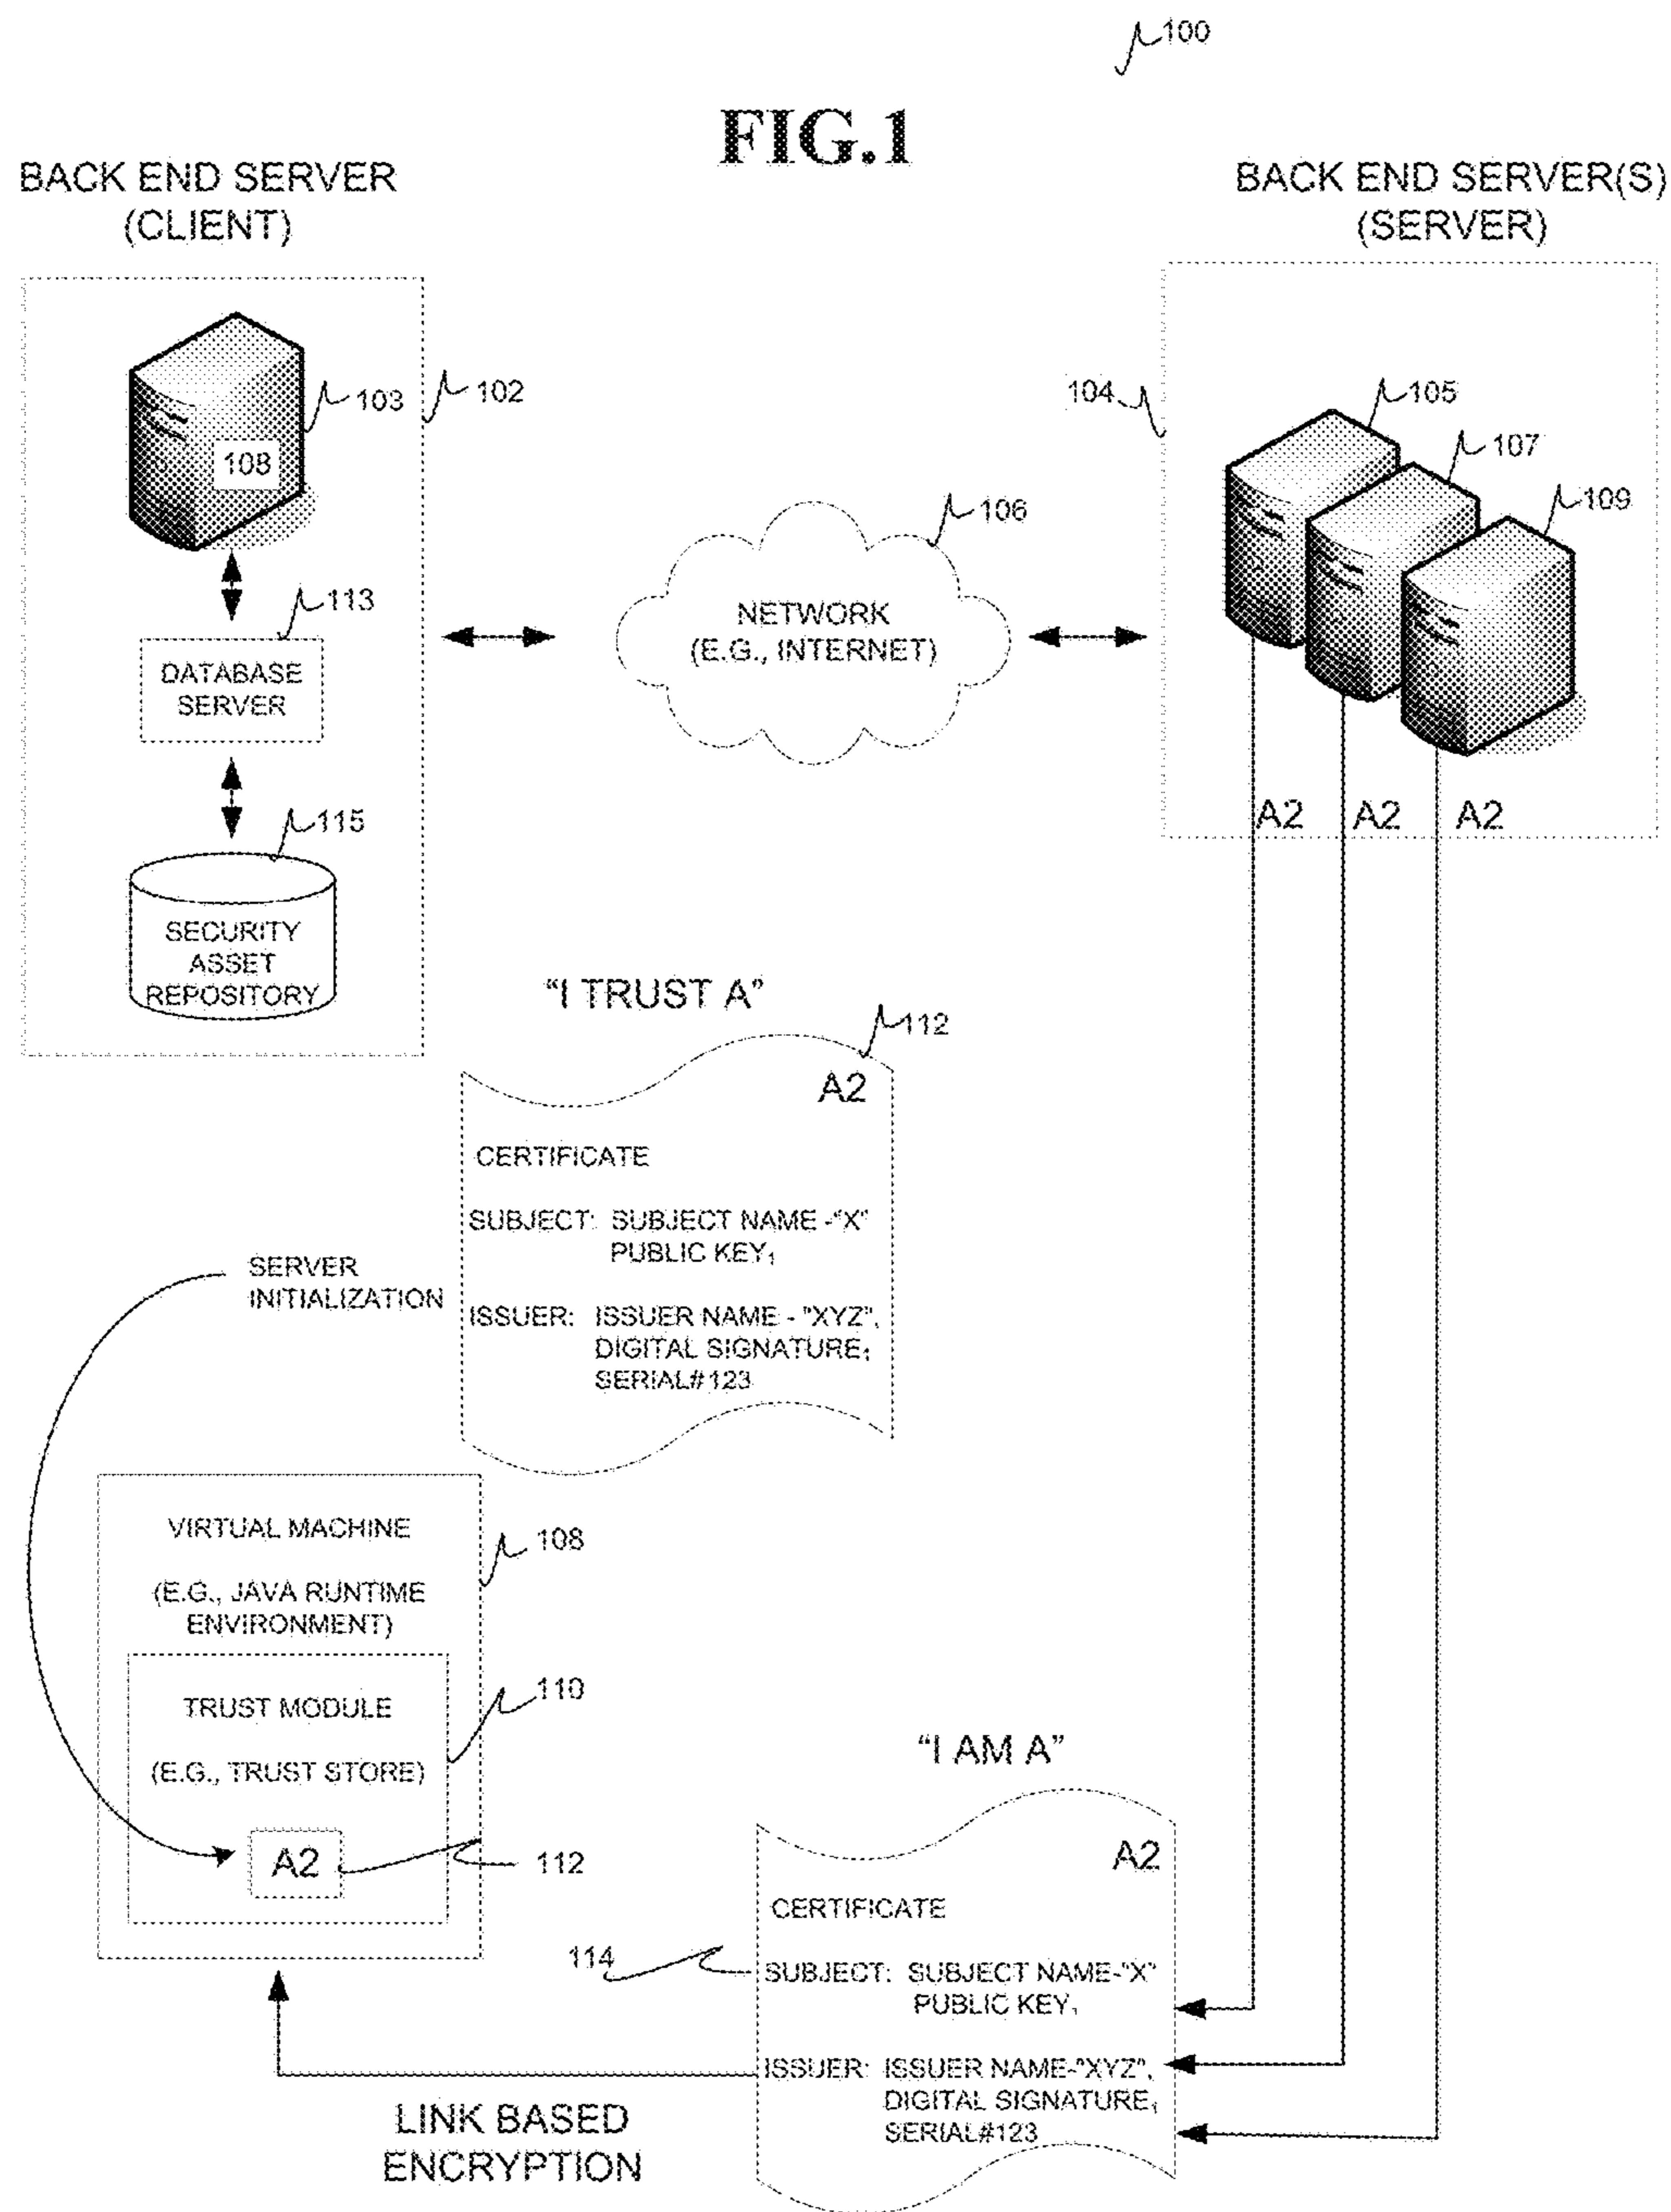 100
FIG.1
BACK END SERVER
(CLIENT)
BACK END SERVER(S)
(SERVER)
103
102
108
104
105
107
109
106
NETWORK
(E.G., INTERNET)
113
DATABASE
SERVER
115
SECURITY
ASSET
REPOSITORY
A2
A2
A2
"I TRUST A"
112
A2
CERTIFICATE
SUBJECT: SUBJECT NAME -"X"
PUBLIC KEY₁
ISSUER: ISSUER NAME - "XYZ",
DIGITAL SIGNATURE₁
SERIAL#123
SERVER
INITIALIZATION
VIRTUAL MACHINE
(E.G., JAVA RUNTIME
ENVIRONMENT)
108
TRUST MODULE
(E.G., TRUST STORE)
110
A2
112
"I AM A"
A2
CERTIFICATE
114
SUBJECT: SUBJECT NAME-"X"
PUBLIC KEY₁
ISSUER: ISSUER NAME-"XYZ",
DIGITAL SIGNATURE₁
SERIAL#123
LINK BASED
ENCRYPTION